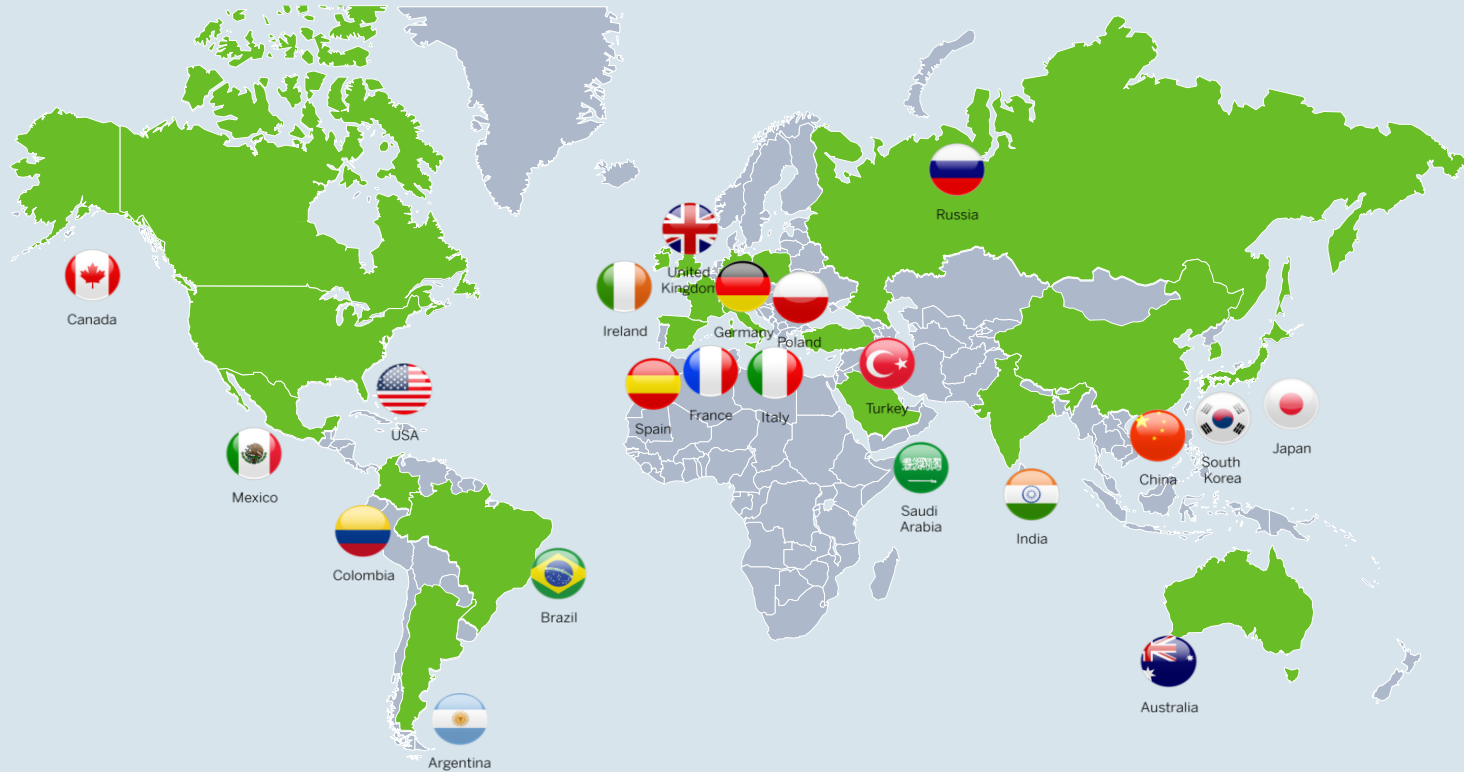 Russia
United
Kingdom
Canada
Ireland
Germany
Poland
Turkey
France
Italy
Spain
USA
Japan
South
Korea
China
Mexico
Saudi
Arabia
India
Colombia
Brazil
Australia
Argentina